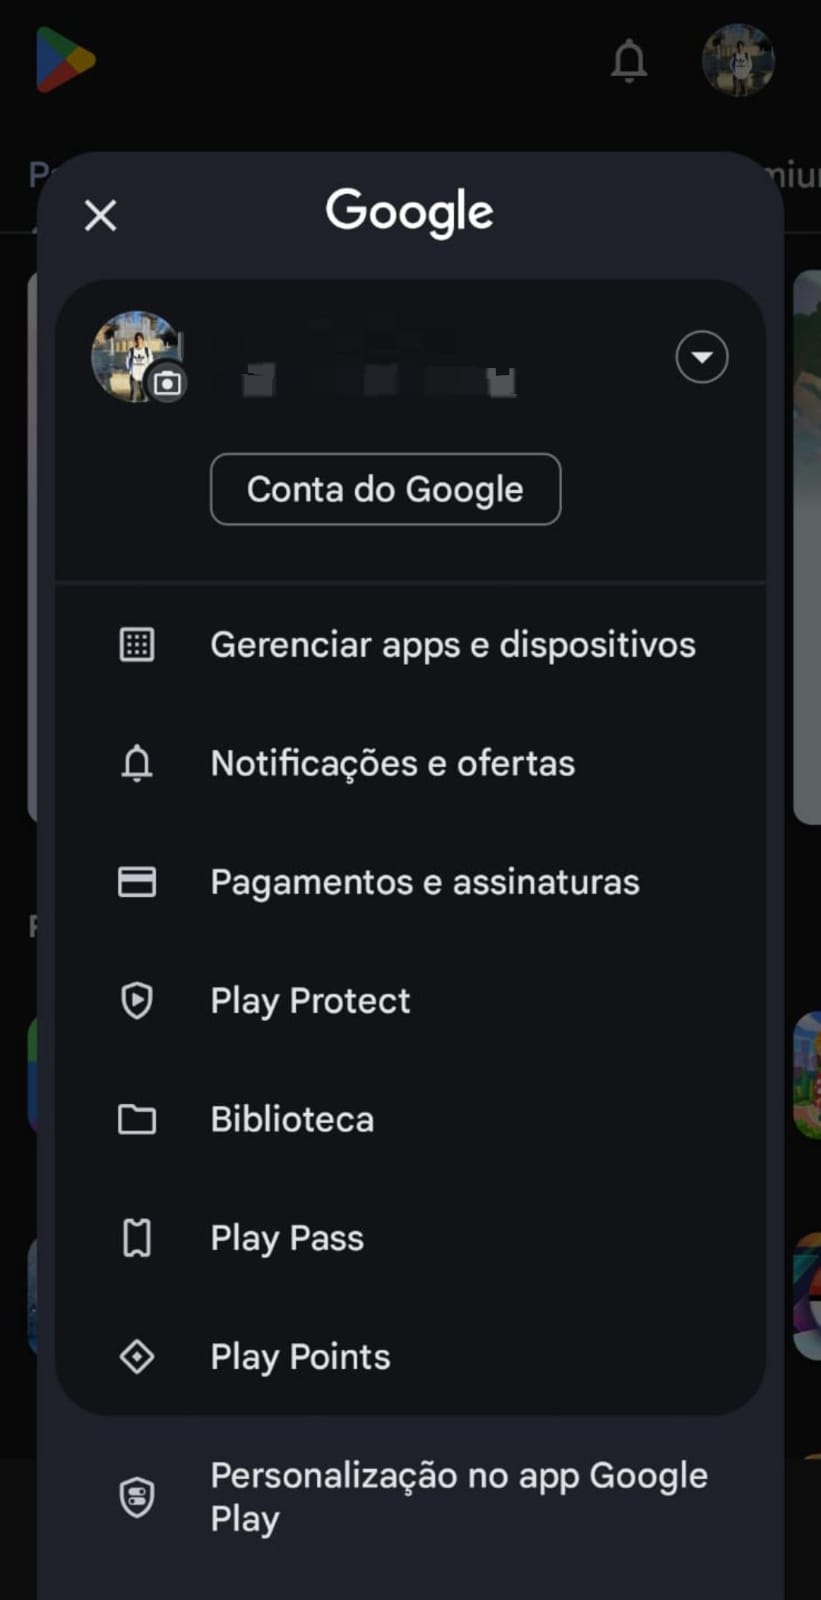 Google
Conta do Google
Gerenciar apps e dispositivos
Notificações e ofertas
Pagamentos e assinaturas
Play Protect
Biblioteca
Play Pass
Play Points
Personalização no app Google
Play